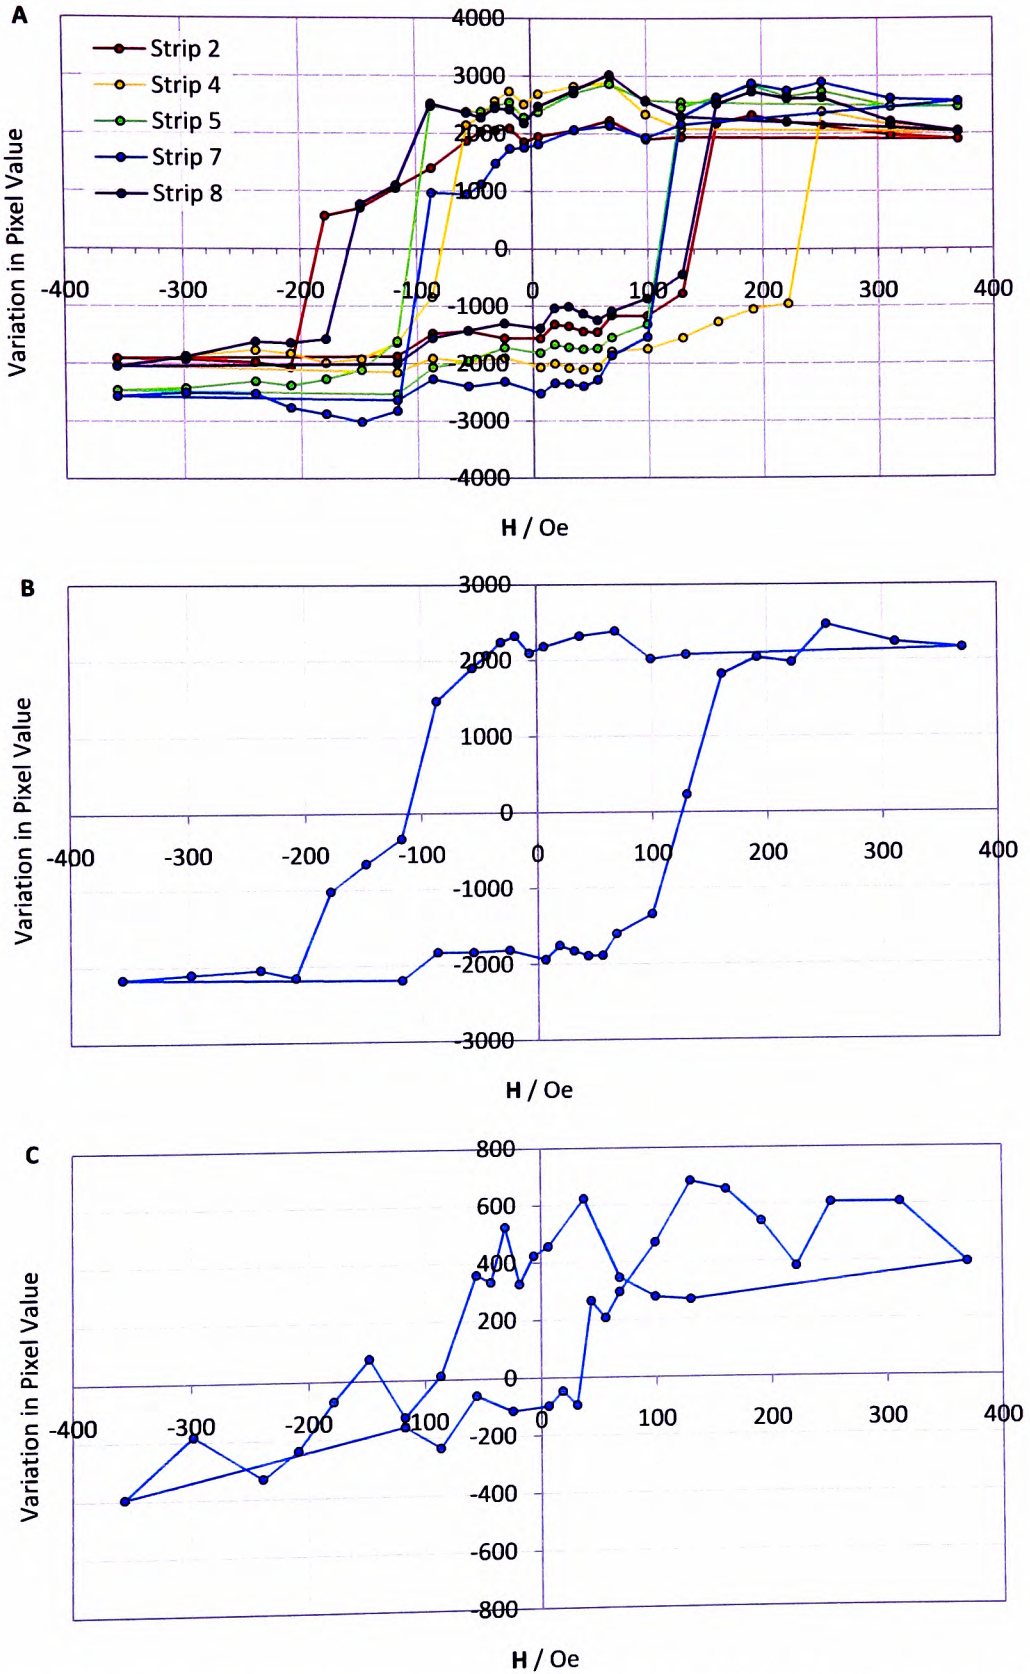 A
4000
3000
2000
1000
0
-1000
-2000
-3000
-4000
Strip 2
Strip 4
Strip 5
Strip 7
Strip 8
Variation in Pixel Value
-400 -300 -200 -100 0 100 200 300 400
H / Oe
B
3000
2000
1000
0
-1000
-2000
-3000
Variation in Pixel Value
-400 -300 -200 -100 0 100 200 300 400
H / Oe
C
800
600
400
200
0
-200
-400
-600
-800
Variation in Pixel Value
-400 -300 -200 -100 0 100 200 300 400
H / Oe